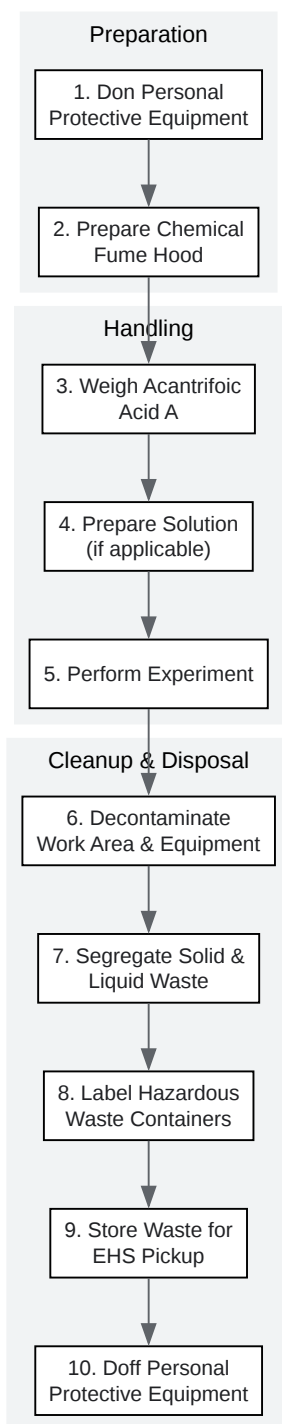 Preparation
1. Don Personal
Protective Equipment
2. Prepare Chemical
Fume Hood
Handling
3. Weigh Acantrifoic
Acid A
4. Prepare Solution
(if applicable)
5. Perform Experiment
Cleanup & Disposal
6. Decontaminate
Work Area & Equipment
7. Segregate Solid &
Liquid Waste
8. Label Hazardous
Waste Containers
9. Store Waste for
EHS Pickup
10. Doff Personal
Protective Equipment